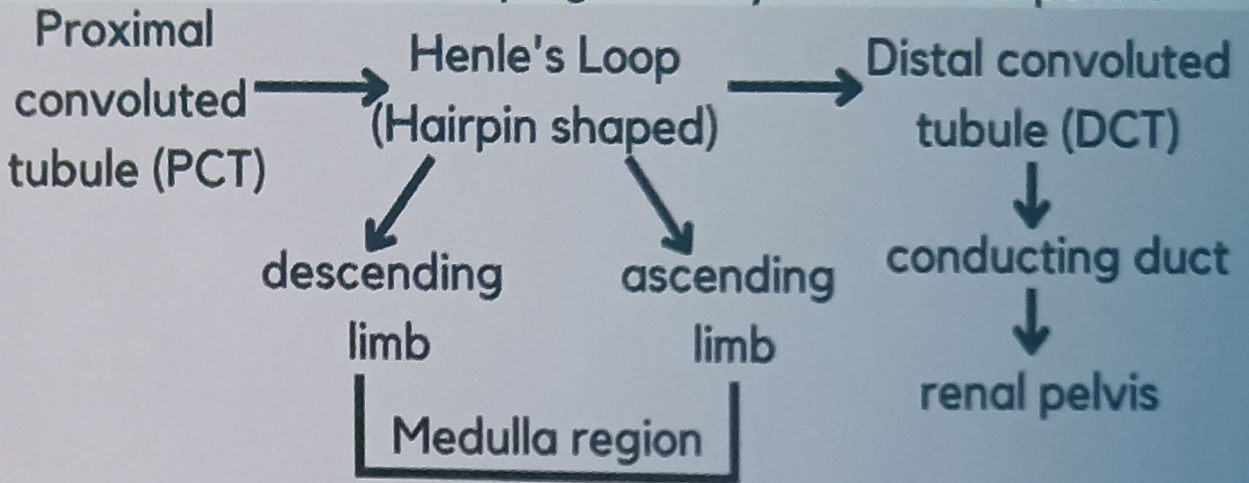 Proximal
convoluted
tubule (PCT)
Henle's Loop
(Hairpin shaped)
Distal convoluted
tubule (DCT)
descending
limb
ascending
limb
Medulla region
conducting duct
renal pelvis